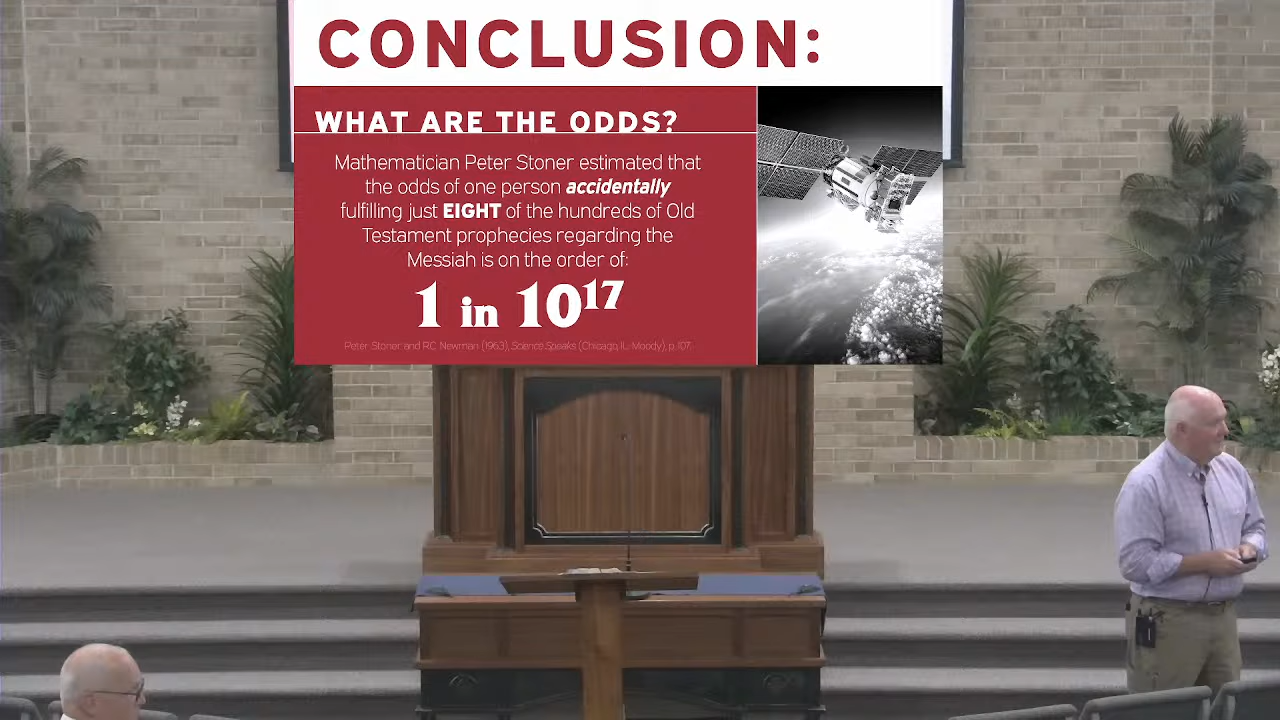 CONCLUSION:
WHAT ARE THE ODDS?
Mathematician Peter Stoner estimated that
the odds of one person accidentally
fulfilling just EIGHT of the hundreds of Old
Testament prophecies regarding the
Messiah is on the order of:
1 in 10¹⁷
Peter Stoner and RC Newman (1963), Science Speaks (Chicago, IL: Moody), p.107.